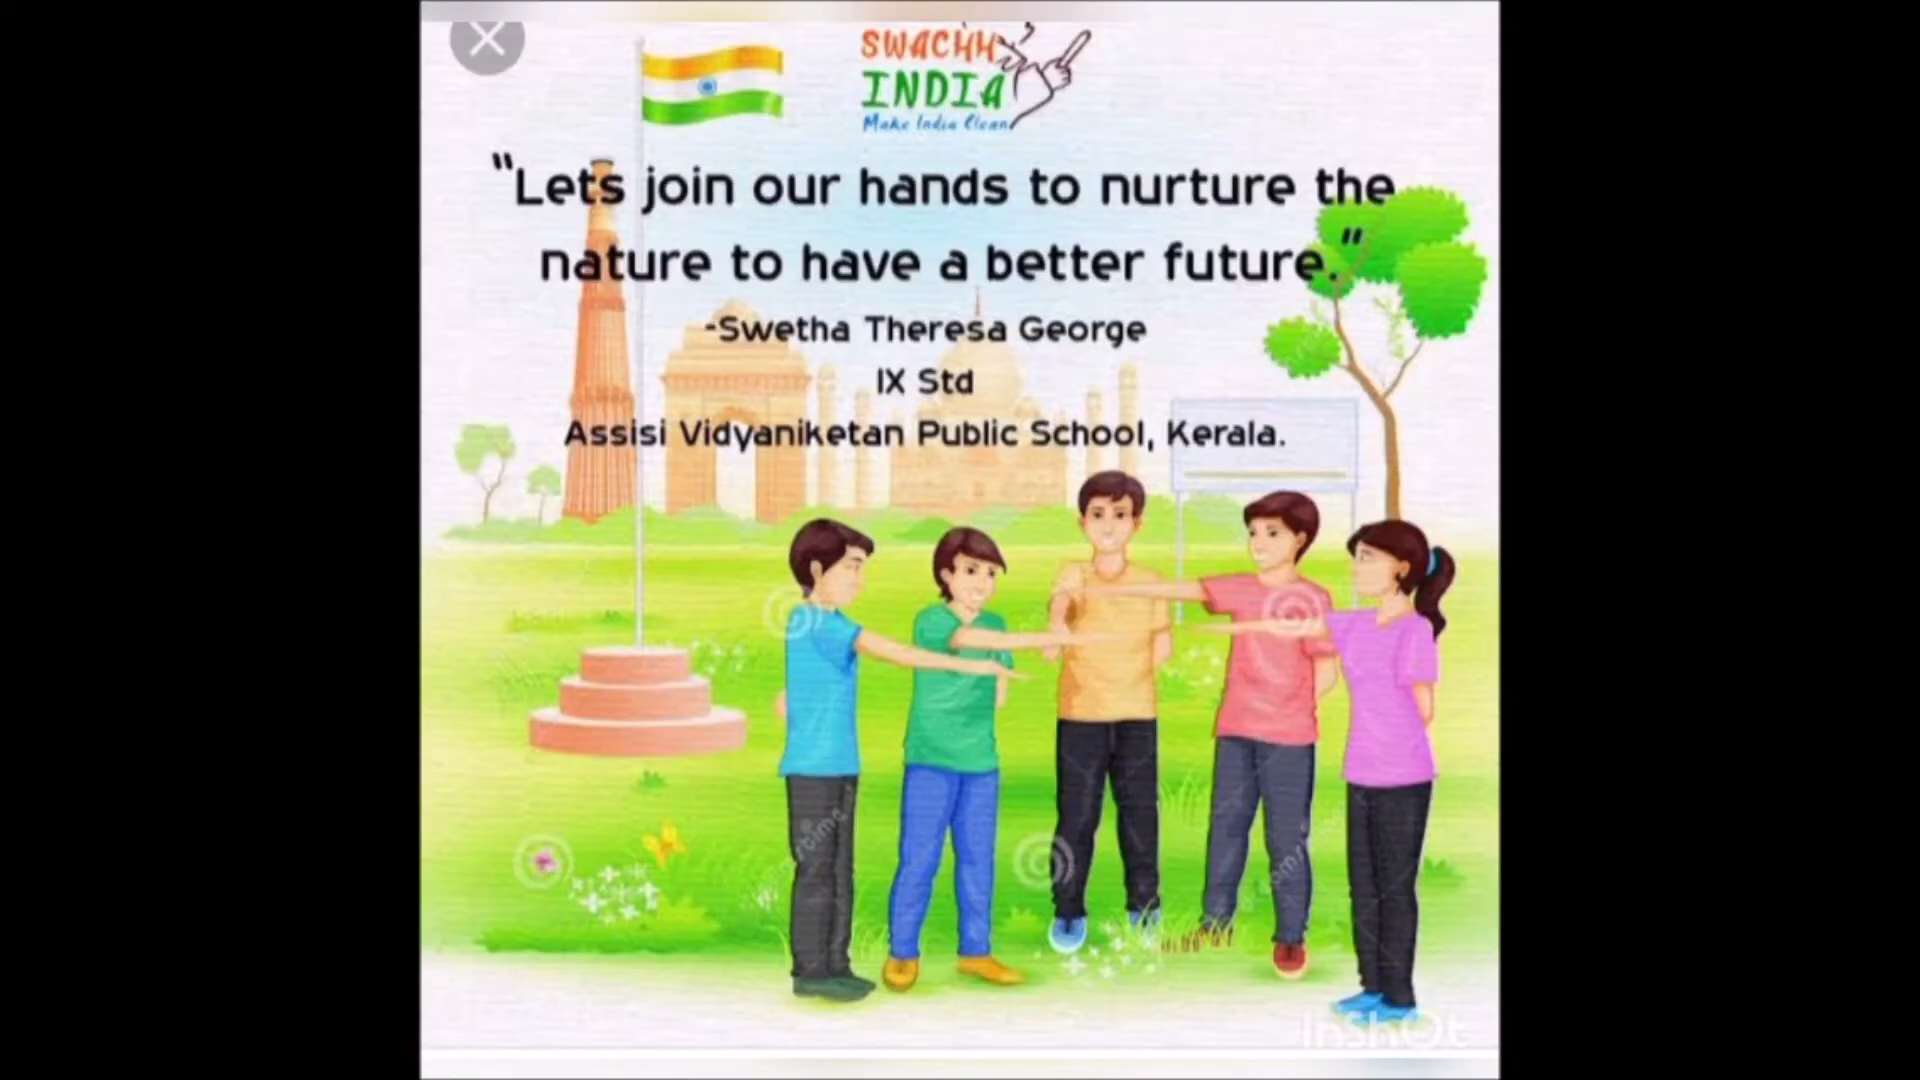 SWACHH
INDIA
Make India Clean
"Lets join our hands to nurture the
nature to have a better future."
-Swetha Theresa George
IX Std
Assisi Vidyaniketan Public School, Kerala.
InShOt